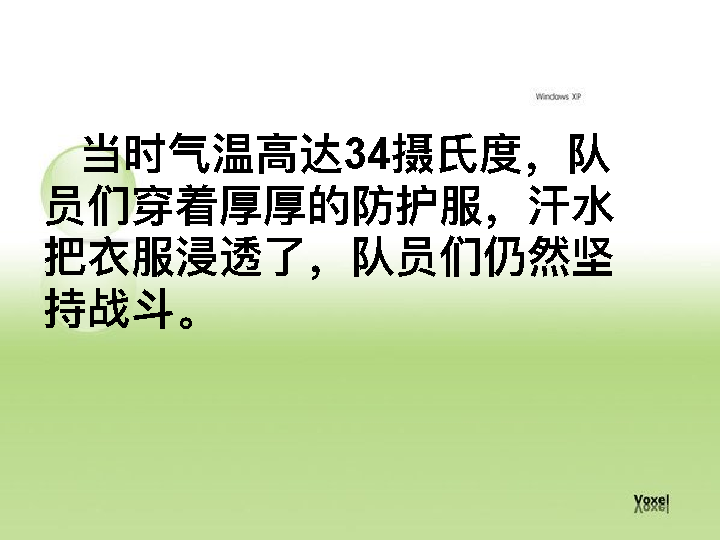 Windows XP
当时气温高达34摄氏度，队
员们穿着厚厚的防护服，汗水
把衣服浸透了，队员们仍然坚
持战斗。
Voxel